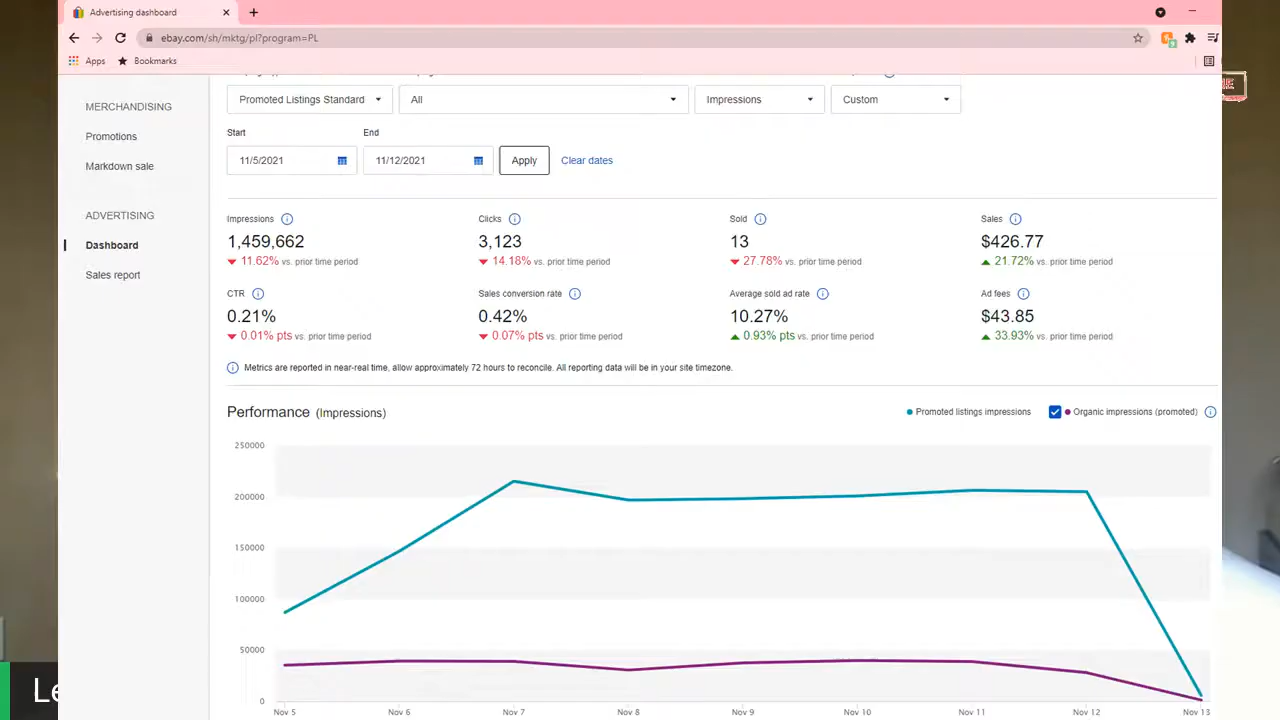 Advertising dashboard
ebay.com/sh/mktg/pl?program=PL
Apps Bookmarks
MERCHANDISING
Promotions
Markdown sale
ADVERTISING
Dashboard
Sales report
Promoted Listings Standard All Impressions Custom
Start End
11/5/2021 11/12/2021 Apply Clear dates
Impressions Clicks Sold Sales
1,459,662 3,123 13 $426.77
11.62% vs. prior time period 14.18% vs. prior time period 27.78% vs. prior time period 21.72% vs. prior time period
CTR Sales conversion rate Average sold ad rate Ad fees
0.21% 0.42% 10.27% $43.85
0.01% pts vs. prior time period 0.07% pts vs. prior time period 0.93% pts vs. prior time period 33.93% vs. prior time period
Metrics are reported in near-real time, allow approximately 72 hours to reconcile. All reporting data will be in your site timezone.
Performance (Impressions) Promoted listings impressions Organic impressions (promoted)
250000
200000
150000
100000
50000
0
Nov 5 Nov 6 Nov 7 Nov 8 Nov 9 Nov 10 Nov 11 Nov 12 Nov 13
Le